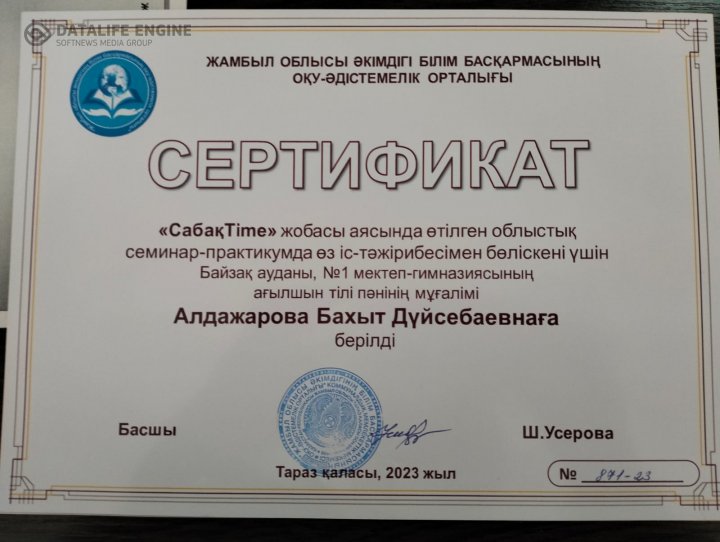 DATALIFE ENGINE
SOFTNEWS MEDIA GROUP
ЖАМБЫЛ ОБЛЫСЫ ӘКІМДІГІ БІЛІМ БАСҚАРМАСЫНЫҢ
ОҚУ-ӘДІСТЕМЕЛІК ОРТАЛЫҒЫ
СЕРТИФИКАТ
«СабақTime» жобасы аясында өтілген облыстық
семинар-практикумда өз іс-тәжірибесімен бөліскені үшін
Байзақ ауданы, №1 мектеп-гимназиясының
ағылшын тілі пәнінің мұғалімі
Алдажарова Бахыт Дүйсебаевнаға
берілді
Басшы
Ш.Усерова
Тараз қаласы, 2023 жыл
№ 871-23